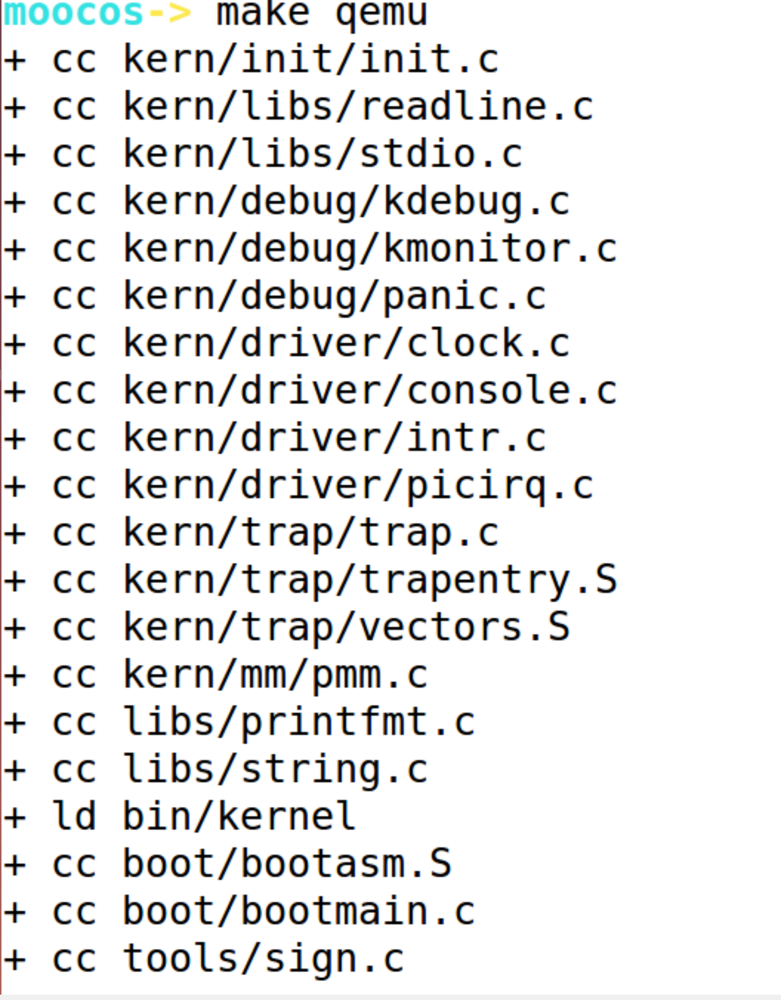 moocos-> make qemu
+ cc kern/init/init.c
+ cc kern/libs/readline.c
+ cc kern/libs/stdio.c
+ cc kern/debug/kdebug.c
+ cc kern/debug/kmonitor.c
+ cc kern/debug/panic.c
+ cc kern/driver/clock.c
+ cc kern/driver/console.c
+ cc kern/driver/intr.c
+ cc kern/driver/picirq.c
+ cc kern/trap/trap.c
+ cc kern/trap/trapentry.S
+ cc kern/trap/vectors.S
+ cc kern/mm/pmm.c
+ cc libs/printfmt.c
+ cc libs/string.c
+ ld bin/kernel
+ cc boot/bootasm.S
+ cc boot/bootmain.c
+ cc tools/sign.c